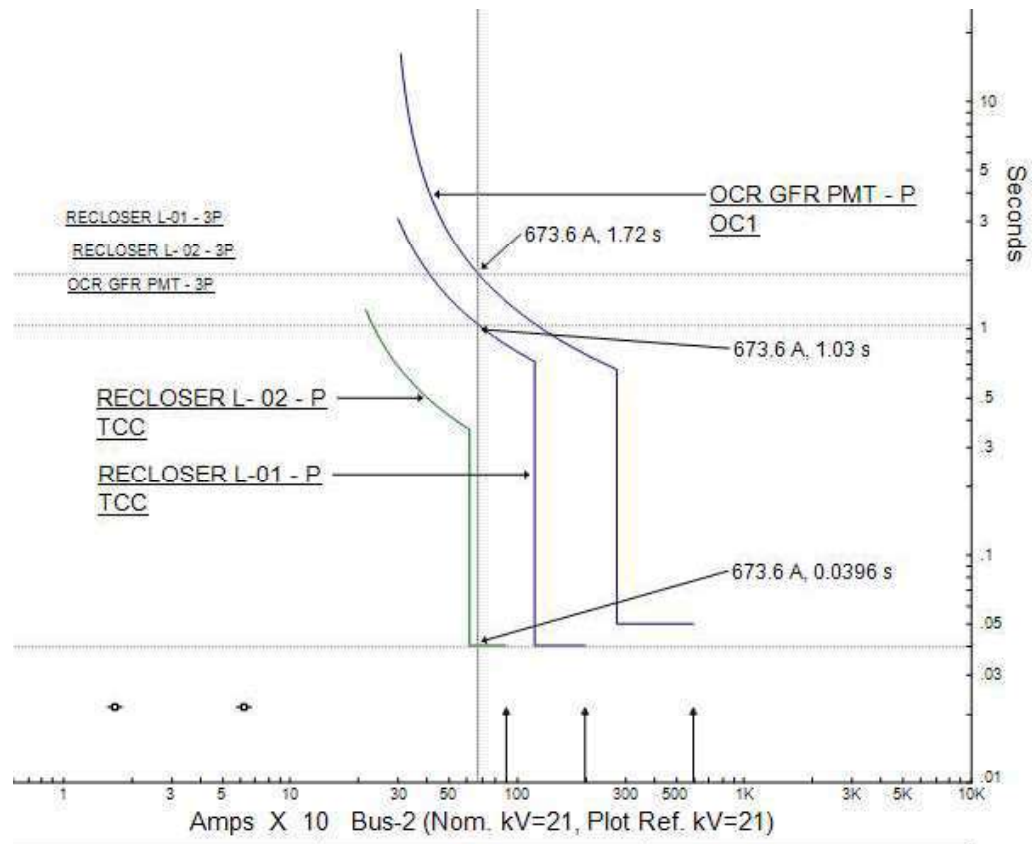 10
5
OCR GFR PMT - P
OC1
Seconds
3
RECLOSER L-01 - 3P
673.6 A, 1.72 s
RECLOSER L- 02 - 3P
OCR GFR PMT - 3P
1
673.6 A, 1.03 s
RECLOSER L- 02 - P
TCC
.5
.3
RECLOSER L-01 - P
TCC
.1
673.6 A, 0.0396 s
.05
.03
.01
1 3 5 10 30 50 100 300 500 1K 3K 5K 10K
Amps X 10 Bus-2 (Nom. kV=21, Plot Ref. kV=21)